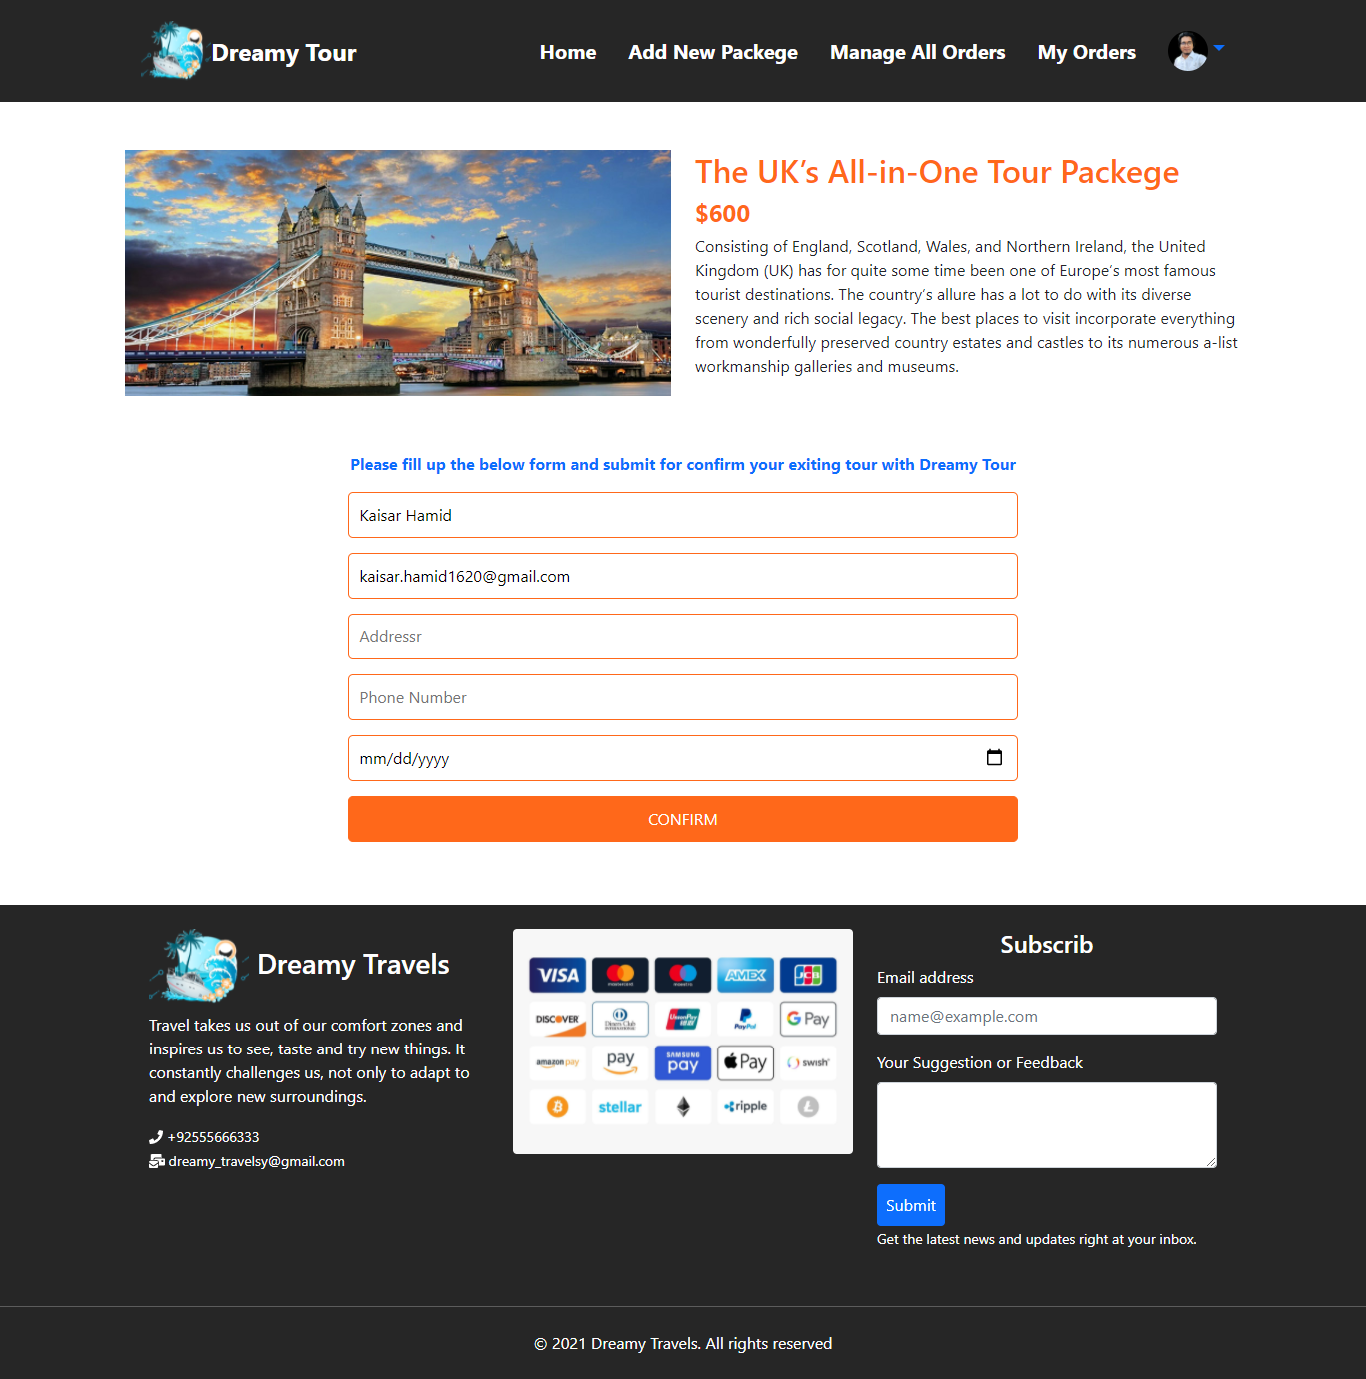 Dreamy Tour
Home
Add New Packege
Manage All Orders
My Orders
The UK’s All-in-One Tour Packege
$600
Consisting of England, Scotland, Wales, and Northern Ireland, the United
Kingdom (UK) has for quite some time been one of Europe’s most famous
tourist destinations. The country’s allure has a lot to do with its diverse
scenery and rich social legacy. The best places to visit incorporate everything
from wonderfully preserved country estates and castles to its numerous a-list
workmanship galleries and museums.
Please fill up the below form and submit for confirm your exiting tour with Dreamy Tour
Kaisar Hamid
kaisar.hamid1620@gmail.com
Addressr
Phone Number
mm/dd/yyyy
CONFIRM
Dreamy Travels
Travel takes us out of our comfort zones and
inspires us to see, taste and try new things. It
constantly challenges us, not only to adapt to
and explore new surroundings.
+92555666333
dreamy_travelsy@gmail.com
VISA
mastercard
maestro
AMEX
JCB
DISCOVER
Diners Club
INTERNATIONAL
UnionPay
银联
PayPal
G Pay
amazon pay
pay
SAMSUNG
pay
Pay
swish
stellar
ripple
Subscrib
Email address
name@example.com
Your Suggestion or Feedback
Submit
Get the latest news and updates right at your inbox.
© 2021 Dreamy Travels. All rights reserved